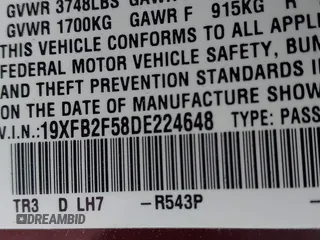 GVWR 3748LBS GAWR
GVWR 1700KG GAWR F 915KG R
THIS VEHICLE CONFORMS TO ALL APPL
FEDERAL MOTOR VEHICLE SAFETY, BUM
AND THEFT PREVENTION STANDARDS IN
ON THE DATE OF MANUFACTURE SHOW
V.I.N.: 19XFB2F58DE224648 TYPE: PASS
TR3 D LH7 -R543P
DREAMBID